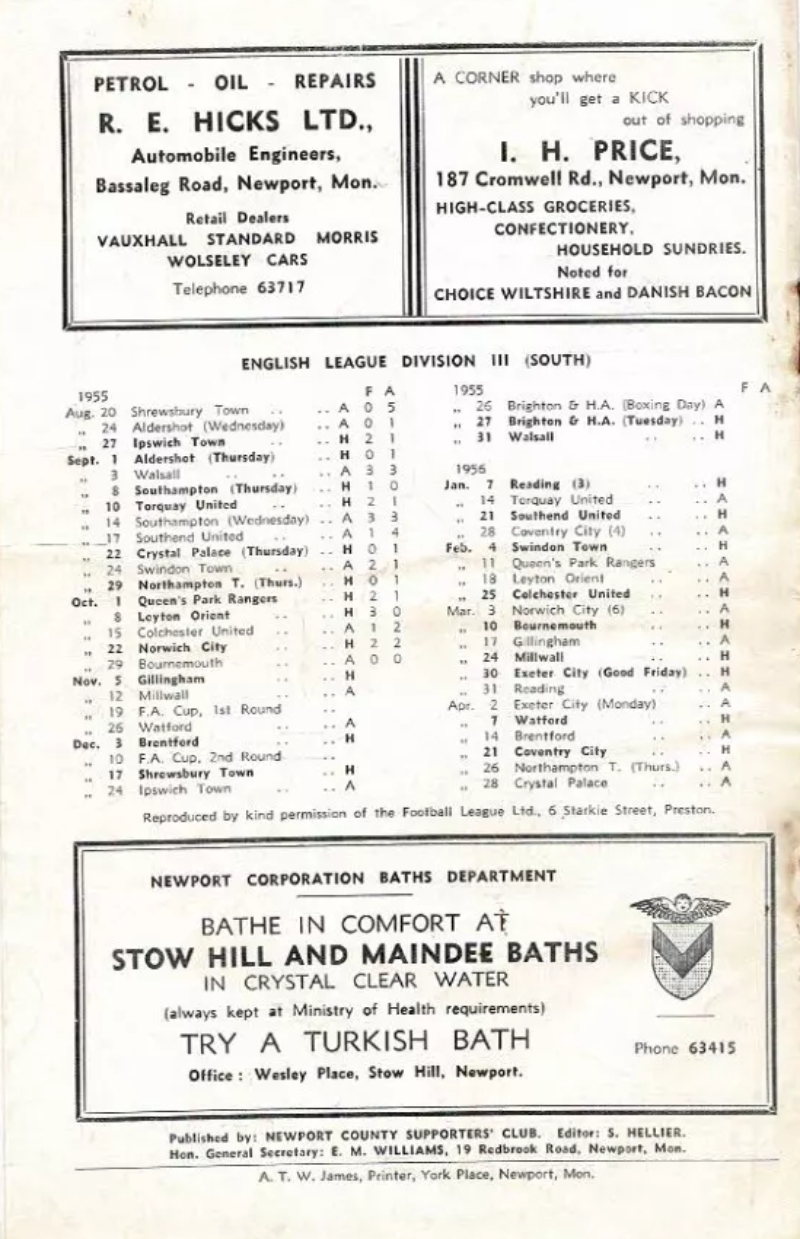 PETROL - OIL - REPAIRS
R. E. HICKS LTD.,
Automobile Engineers,
Bassaleg Road, Newport, Mon.
Retail Dealers
VAUXHALL STANDARD MORRIS
WOLSELEY CARS
Telephone 63717
A CORNER shop where
you'll get a KICK
out of shopping
I. H. PRICE,
187 Cromwell Rd., Newport, Mon.
HIGH-CLASS GROCERIES,
CONFECTIONERY,
HOUSEHOLD SUNDRIES.
Noted for
CHOICE WILTSHIRE and DANISH BACON
ENGLISH LEAGUE DIVISION III (SOUTH)
1955 F A
Aug. 20 Shrewsbury Town .. .. A 0 5
„ 24 Aldershot (Wednesday) .. A 0 1
„ 27 Ipswich Town .. .. H 2 1
Sept. 1 Aldershot (Thursday) .. H 0 1
„ 3 Walsall .. .. .. A 3 3
„ 8 Southampton (Thursday) .. H 1 0
„ 10 Torquay United .. .. H 2 1
„ 14 Southampton (Wednesday) .. A 3 3
„ 17 Southend United .. .. A 1 4
„ 22 Crystal Palace (Thursday) .. H 0 1
„ 24 Swindon Town .. .. A 2 1
„ 29 Northampton T. (Thurs.) .. H 0 1
Oct. 1 Queen's Park Rangers .. H 2 1
„ 8 Leyton Orient .. .. H 3 0
„ 15 Colchester United .. .. A 1 2
„ 22 Norwich City .. .. H 2 2
„ 29 Bournemouth .. .. A 0 0
Nov. 5 Gillingham .. .. H
„ 12 Millwall .. .. A
„ 19 F.A. Cup, 1st Round ..
„ 26 Watford .. .. A
Dec. 3 Brentford .. .. H
„ 10 F.A. Cup, 2nd Round ..
„ 17 Shrewsbury Town .. H
„ 24 Ipswich Town .. .. A
1955 F A
„ 26 Brighton & H.A. (Boxing Day) A
„ 27 Brighton & H.A. (Tuesday) .. H
„ 31 Walsall .. .. H
1956
Jan. 7 Reading (3) .. .. H
„ 14 Torquay United .. .. A
„ 21 Southend United .. .. H
„ 28 Coventry City (4) .. .. A
Feb. 4 Swindon Town .. .. H
„ 11 Queen's Park Rangers .. A
„ 18 Leyton Orient .. .. A
„ 25 Colchester United .. .. H
Mar. 3 Norwich City (6) .. .. A
„ 10 Bournemouth .. .. H
„ 17 Gillingham .. .. A
„ 24 Millwall .. .. H
„ 30 Exeter City (Good Friday) .. H
„ 31 Reading .. .. A
Apr. 2 Exeter City (Monday) .. A
„ 7 Watford .. .. H
„ 14 Brentford .. .. A
„ 21 Coventry City .. .. H
„ 26 Northampton T. (Thurs.) .. A
„ 28 Crystal Palace .. .. A
Reproduced by kind permission of the Football League Ltd., 6 Starkie Street, Preston.
NEWPORT CORPORATION BATHS DEPARTMENT
BATHE IN COMFORT AT
STOW HILL AND MAINDEE BATHS
IN CRYSTAL CLEAR WATER
(always kept at Ministry of Health requirements)
TRY A TURKISH BATH
Office : Wesley Place, Stow Hill, Newport.
Phone 63415
Published by: NEWPORT COUNTY SUPPORTERS' CLUB. Editor: S. HELLIER.
Hon. General Secretary: E. M. WILLIAMS, 19 Redbrook Road, Newport, Mon.
A. T. W. James, Printer, York Place, Newport, Mon.